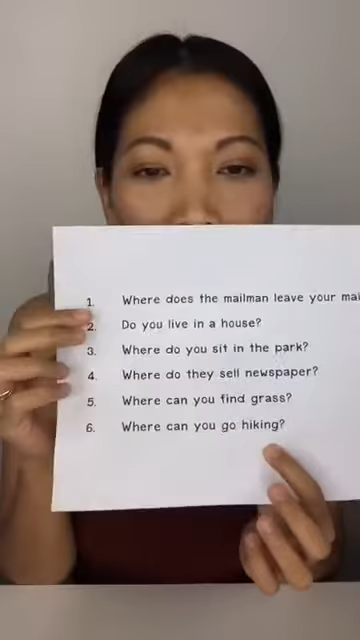 1. Where does the mailman leave your
2. Do you live in a house?
3. Where do you sit in the park?
4. Where do they sell newspaper?
5. Where can you find grass?
6. Where can you go hiking?